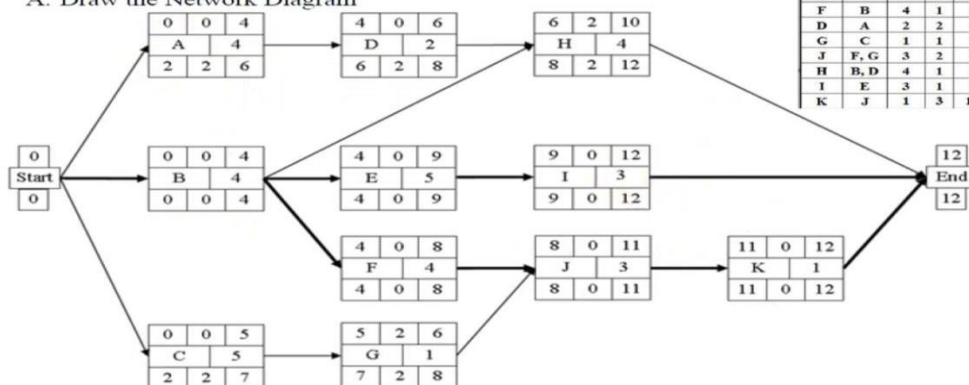 A. Draw the Network Diagram
0 0 4
A 4
2 2 6
4 0 6
D 2
6 2 8
6 2 10
H 4
8 2 12
F B 4 1
D A 2 2
G C 1 1
J F, G 3 2
H B, D 4 1
I E 3 1
K J 1 3
0
Start
0
0 0 4
B 4
0 0 4
4 0 9
E 5
4 0 9
9 0 12
I 3
9 0 12
12
End
12
4 0 8
F 4
4 0 8
8 0 11
J 3
8 0 11
11 0 12
K 1
11 0 12
0 0 5
C 5
2 2 7
5 2 6
G 1
7 2 8